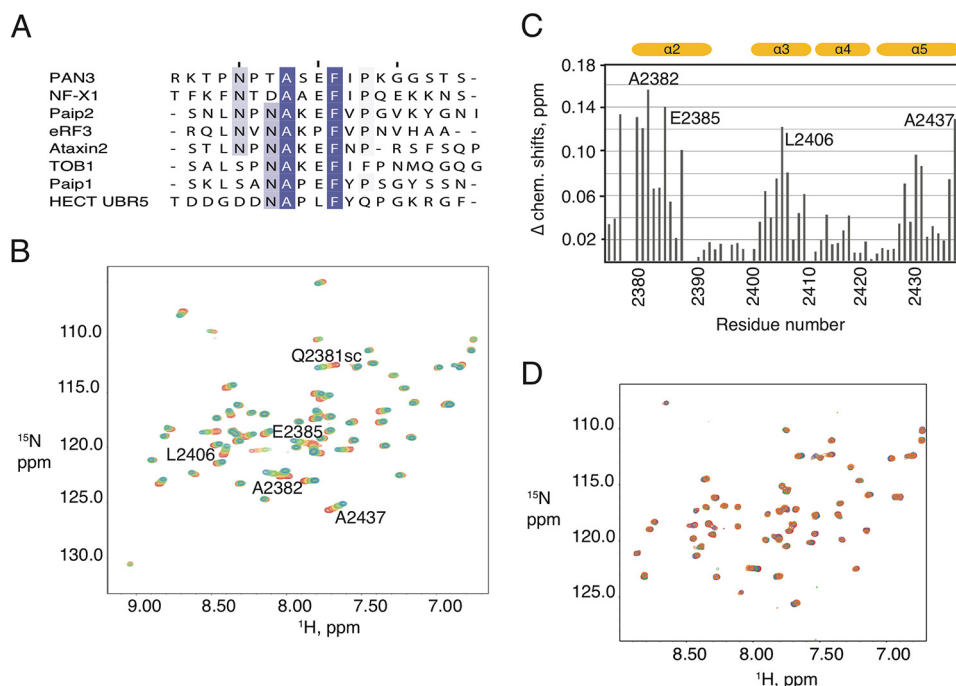 A
PAN3 R K T P N P T A S E F I P K G G S T S -
NF-X1 T F K F N T D A A E F I P Q E K K N S -
Paip2 - S N L N P N A K E F V P G V K Y G N I
eRF3 - R Q L N V N A K P F V P N V H A A - -
Ataxin2 - S T L N P N A K E F N P - R S F S Q P
TOB1 - S A L S P N A K E F I F P N M Q G Q G
Paip1 - S K L S A N A P E F Y P S G Y S S N -
HECT UBR5 T D D G D D N A P L F Y Q P G K R G F -
B
110.0
115.0
120.0
125.0
130.0
15N
ppm
Q2381sc
E2385
L2406
A2382
A2437
9.00 8.50 8.00 7.50 7.00
1H, ppm
C
α2 α3 α4 α5
Δ chem. shifts, ppm
0.18
0.14
0.10
0.06
0.02
A2382
E2385
L2406
A2437
2380 2390 2400 2410 2420 2430
Residue number
D
110.0
115.0
120.0
125.0
15N
ppm
8.50 8.00 7.50 7.00
1H, ppm